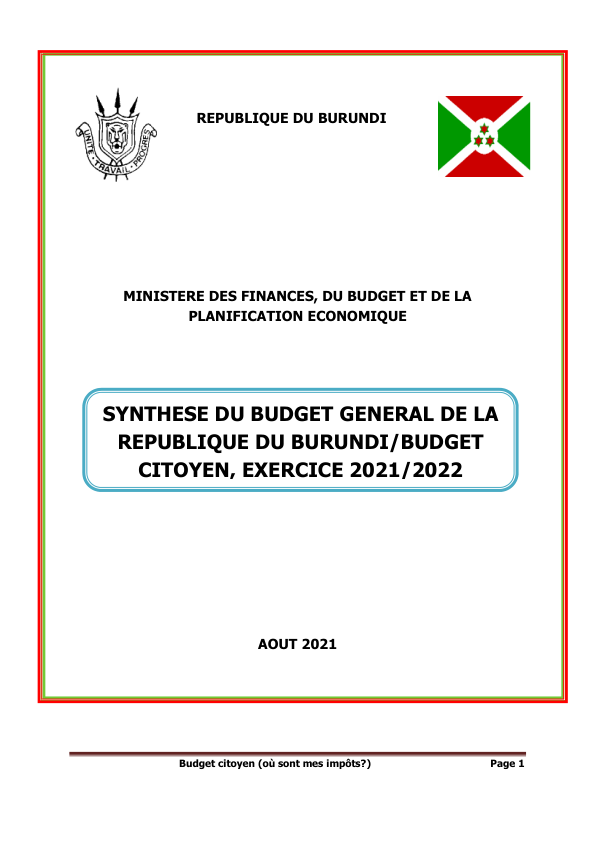 REPUBLIQUE DU BURUNDI
UNITE • TRAVAIL • PROGRES
MINISTERE DES FINANCES, DU BUDGET ET DE LA
PLANIFICATION ECONOMIQUE
SYNTHESE DU BUDGET GENERAL DE LA
REPUBLIQUE DU BURUNDI/BUDGET
CITOYEN, EXERCICE 2021/2022
AOUT 2021
Budget citoyen (où sont mes impôts?) Page 1